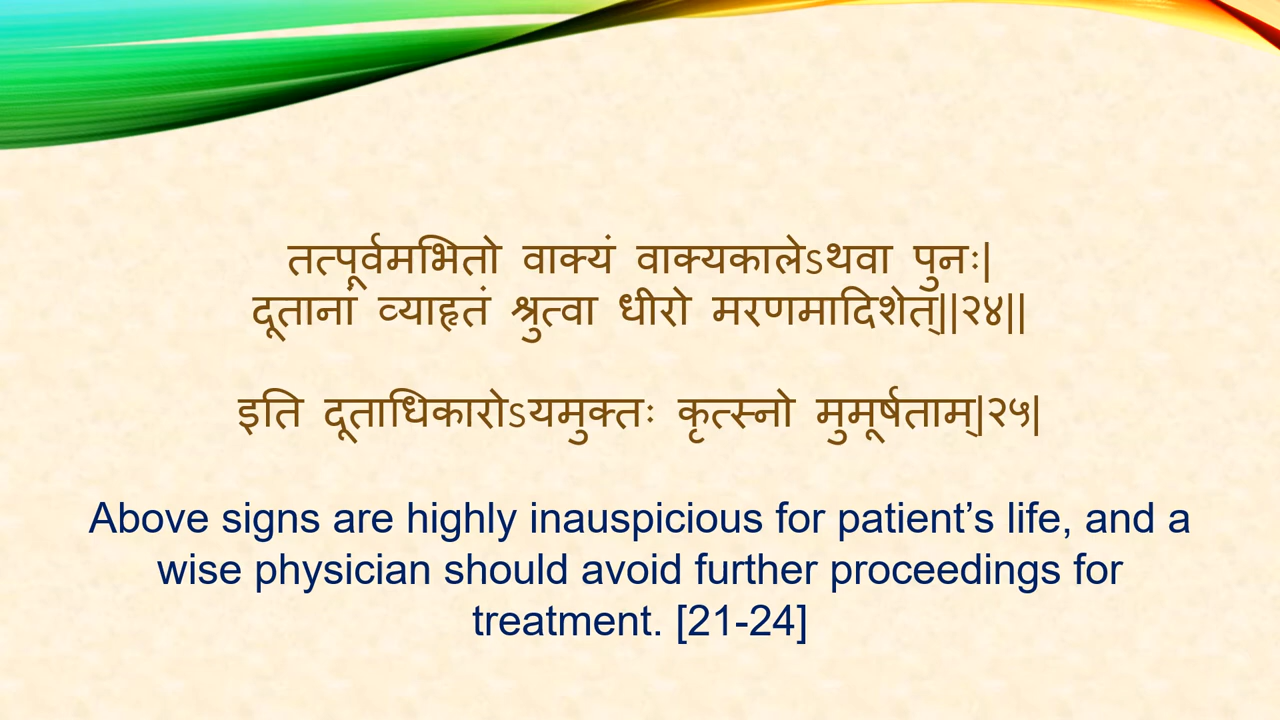 तत्पूर्वमभितो वाक्यं वाक्यकालेऽथवा पुनः|
दूतानां व्याहृतं श्रुत्वा धीरो मरणमादिशेत्||२४||
इति दूताधिकारोऽयमुक्तः कृत्स्नो मुमूर्षताम्|२५|
Above signs are highly inauspicious for patient’s life, and a
wise physician should avoid further proceedings for
treatment. [21-24]